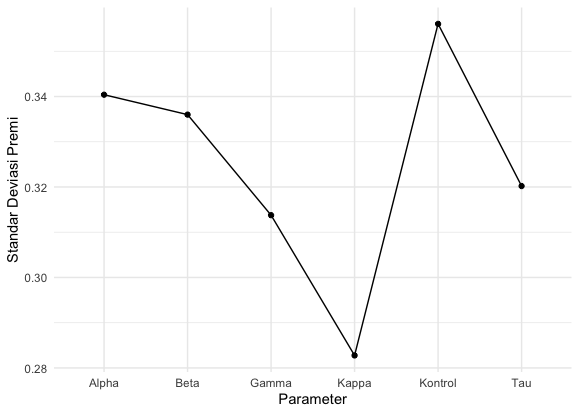 Standar Deviasi Premi
0.34
0.32
0.30
0.28
Alpha Beta Gamma Kappa Kontrol Tau
Parameter